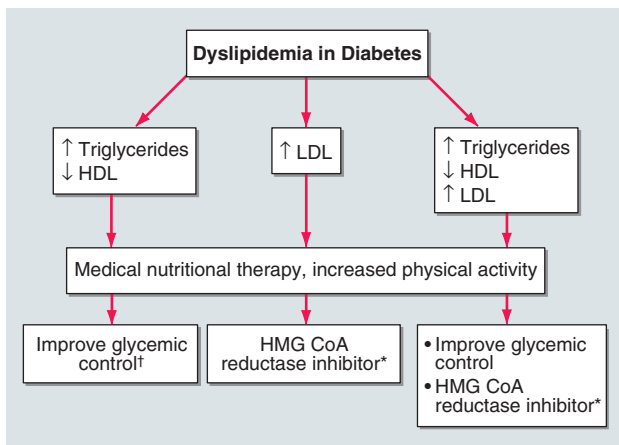 Dyslipidemia in Diabetes
↑ Triglycerides
↓ HDL
↑ LDL
↑ Triglycerides
↓ HDL
↑ LDL
Medical nutritional therapy, increased physical activity
Improve glycemic
control†
HMG CoA
reductase inhibitor*
• Improve glycemic
control
• HMG CoA
reductase inhibitor*